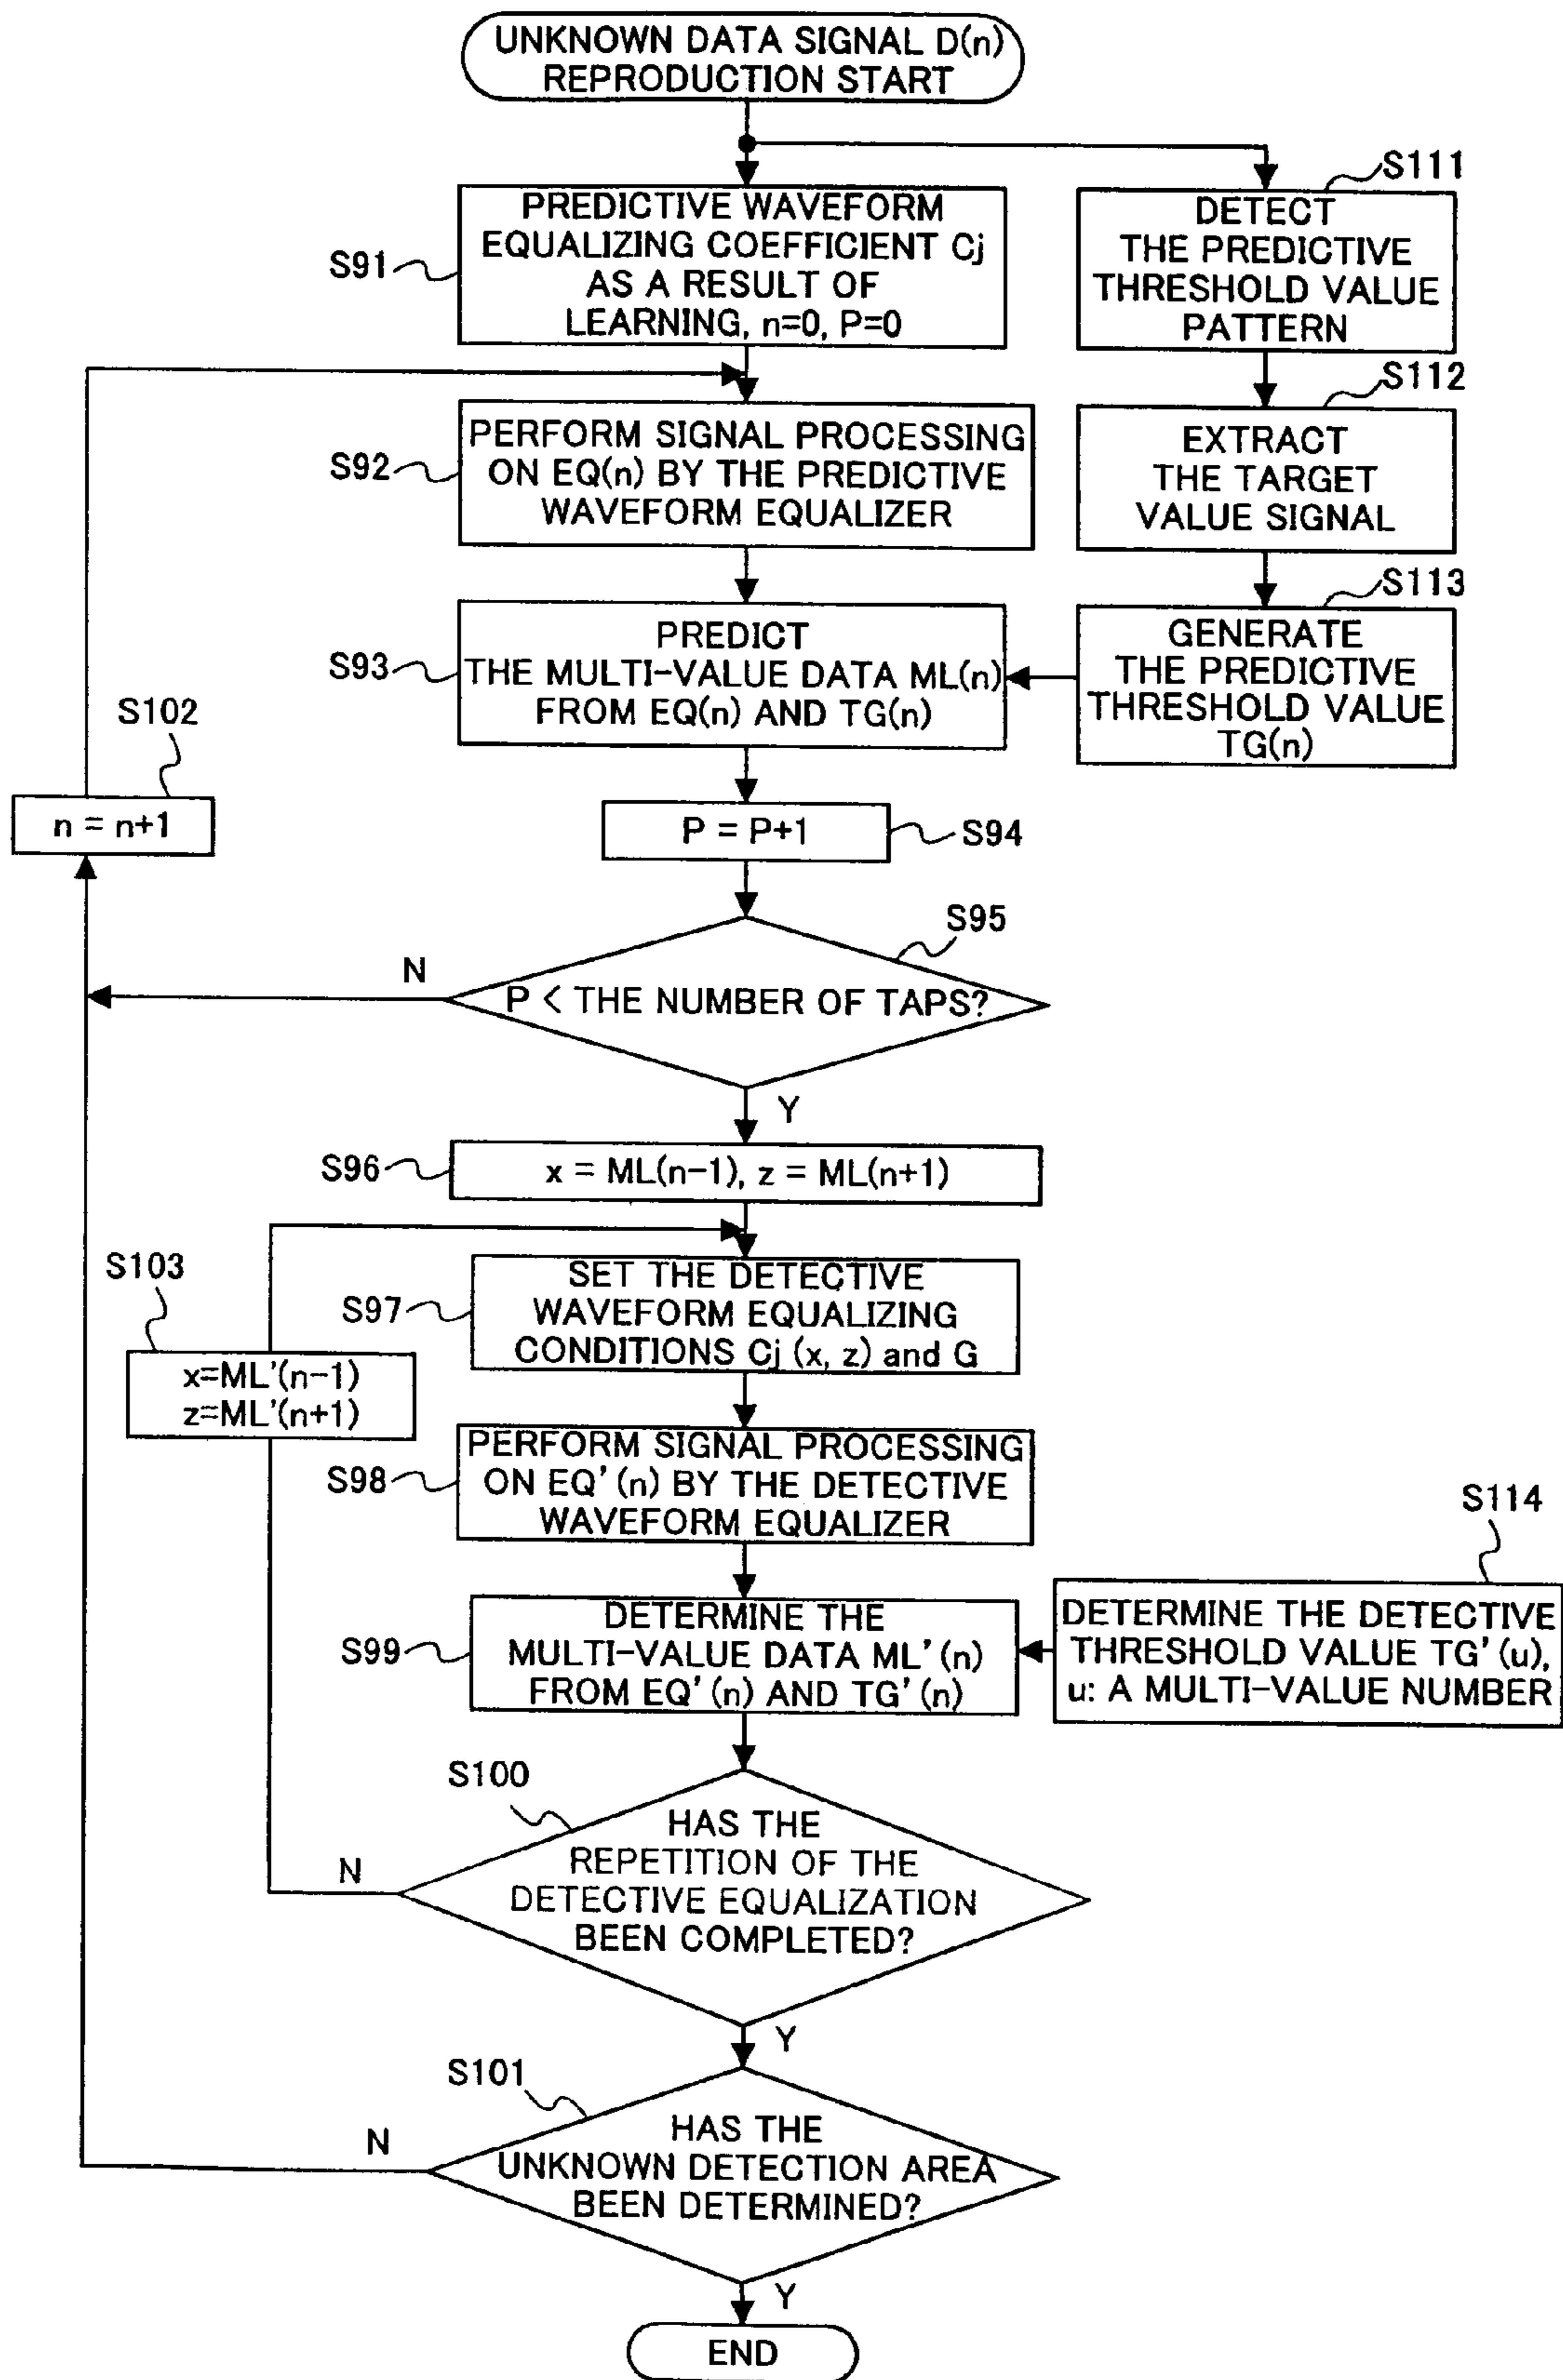 UNKNOWN DATA SIGNAL D(n)
REPRODUCTION START
S91
PREDICTIVE WAVEFORM
EQUALIZING COEFFICIENT Cj
AS A RESULT OF
LEARNING, n=0, P=0
S111
DETECT
THE PREDICTIVE
THRESHOLD VALUE
PATTERN
S92
PERFORM SIGNAL PROCESSING
ON EQ(n) BY THE PREDICTIVE
WAVEFORM EQUALIZER
S112
EXTRACT
THE TARGET
VALUE SIGNAL
S93
PREDICT
THE MULTI-VALUE DATA ML(n)
FROM EQ(n) AND TG(n)
S113
GENERATE
THE PREDICTIVE
THRESHOLD VALUE
TG(n)
S102
n = n+1
P = P+1
S94
S95
N
P < THE NUMBER OF TAPS?
Y
S96
x = ML(n-1), z = ML(n+1)
S103
x=ML'(n-1)
z=ML'(n+1)
S97
SET THE DETECTIVE
WAVEFORM EQUALIZING
CONDITIONS Cj (x, z) and G
S98
PERFORM SIGNAL PROCESSING
ON EQ' (n) BY THE DETECTIVE
WAVEFORM EQUALIZER
S114
S99
DETERMINE THE
MULTI-VALUE DATA ML' (n)
FROM EQ' (n) AND TG' (n)
DETERMINE THE DETECTIVE
THRESHOLD VALUE TG' (u),
u: A MULTI-VALUE NUMBER
S100
N
HAS THE
REPETITION OF THE
DETECTIVE EQUALIZATION
BEEN COMPLETED?
Y
S101
N
HAS THE
UNKNOWN DETECTION AREA
BEEN DETERMINED?
Y
END